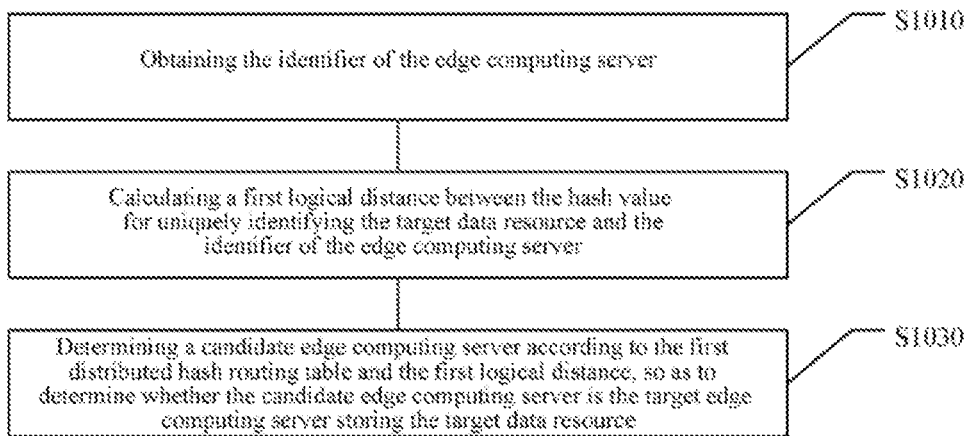 S1010
Obtaining the identifier of the edge computing server
S1020
Calculating a first logical distance between the hash value
for uniquely identifying the target data resource and the
identifier of the edge computing server
S1030
Determining a candidate edge computing server according to the first
distributed hash routing table and the first logical distance, so as to
determine whether the candidate edge computing server is the target edge
computing server storing the target data resource